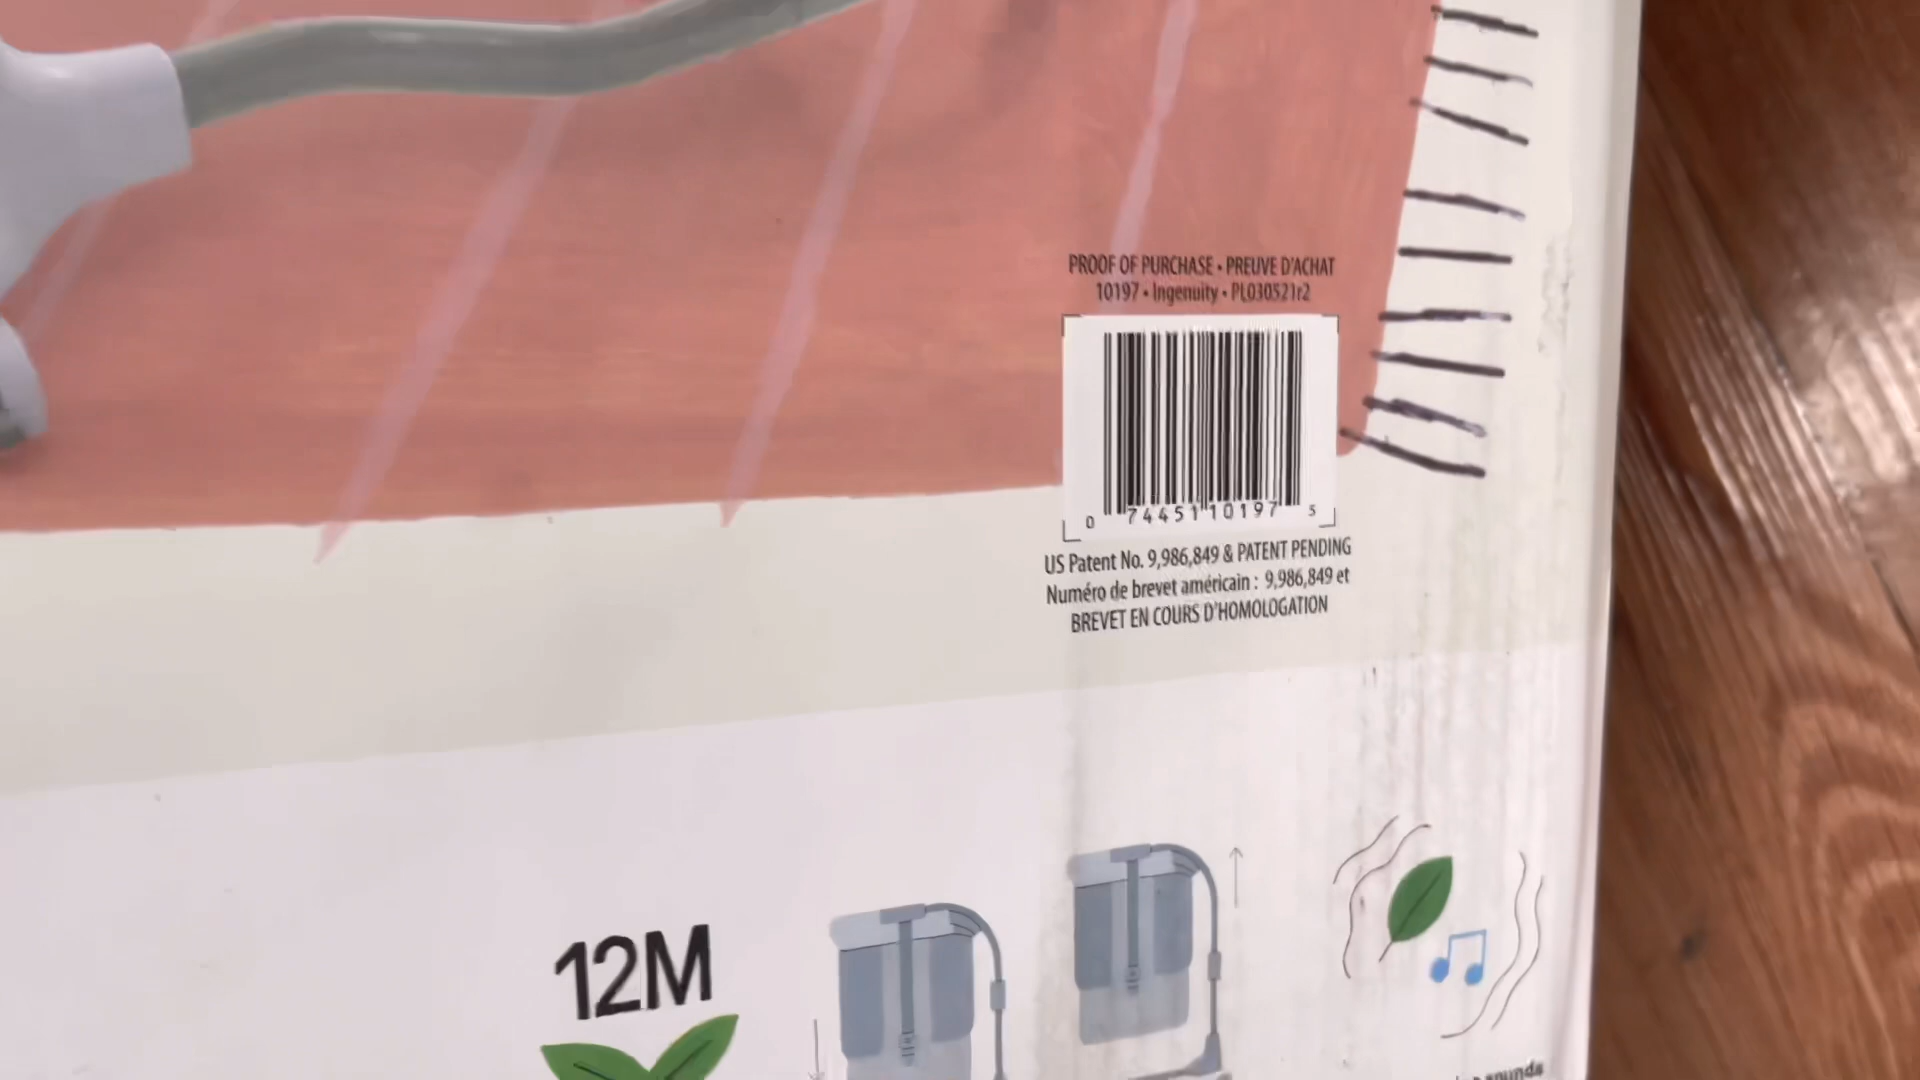 PROOF OF PURCHASE • PREUVE D'ACHAT
10197 • Ingenuity • PL030521r2
0 74451 10197 5
US Patent No. 9,986,849 & PATENT PENDING
Numéro de brevet américain : 9,986,849 et
BREVET EN COURS D'HOMOLOGATION
12M